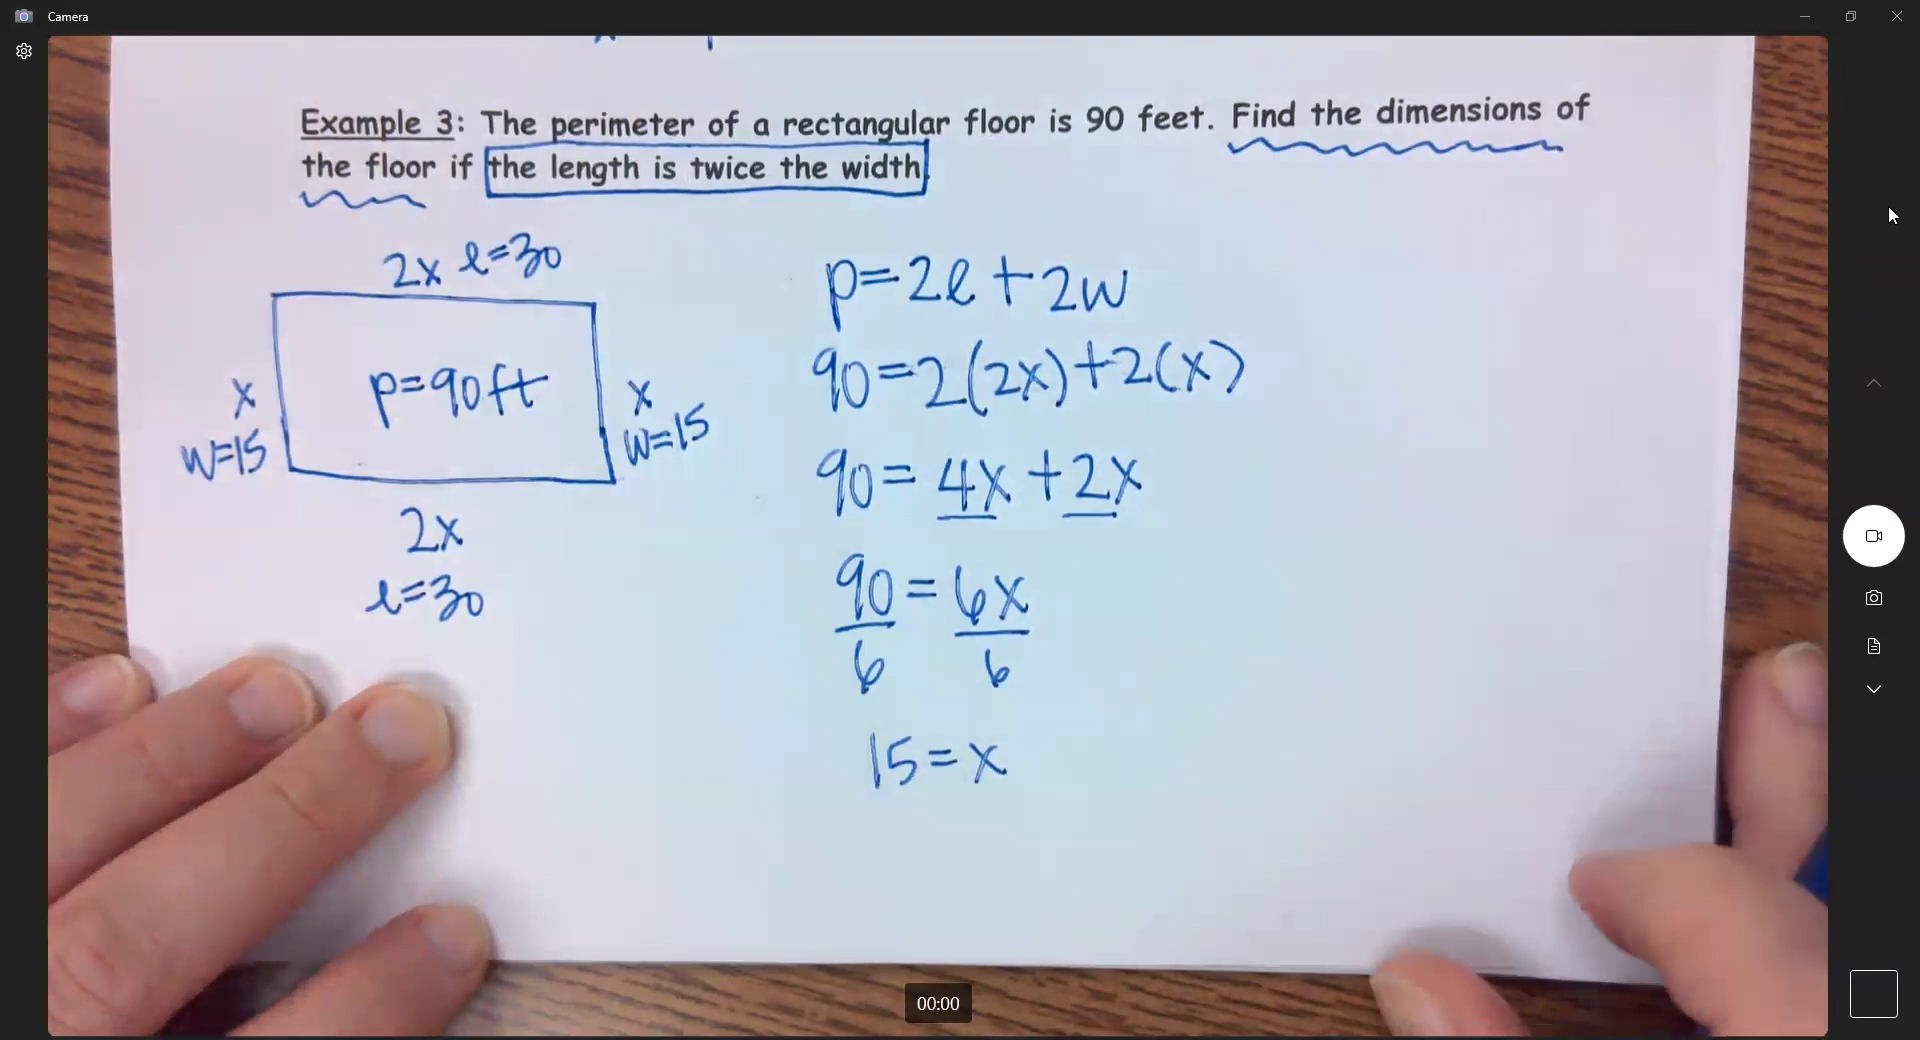 Camera
Example 3: The perimeter of a rectangular floor is 90 feet. Find the dimensions of
the floor if the length is twice the width.
2x l=30
p=90ft
x
w=15
x
w=15
2x
l=30
p=2l+2w
90=2(2x)+2(x)
90=4x+2x
90=6x
6 6
15=x
00:00